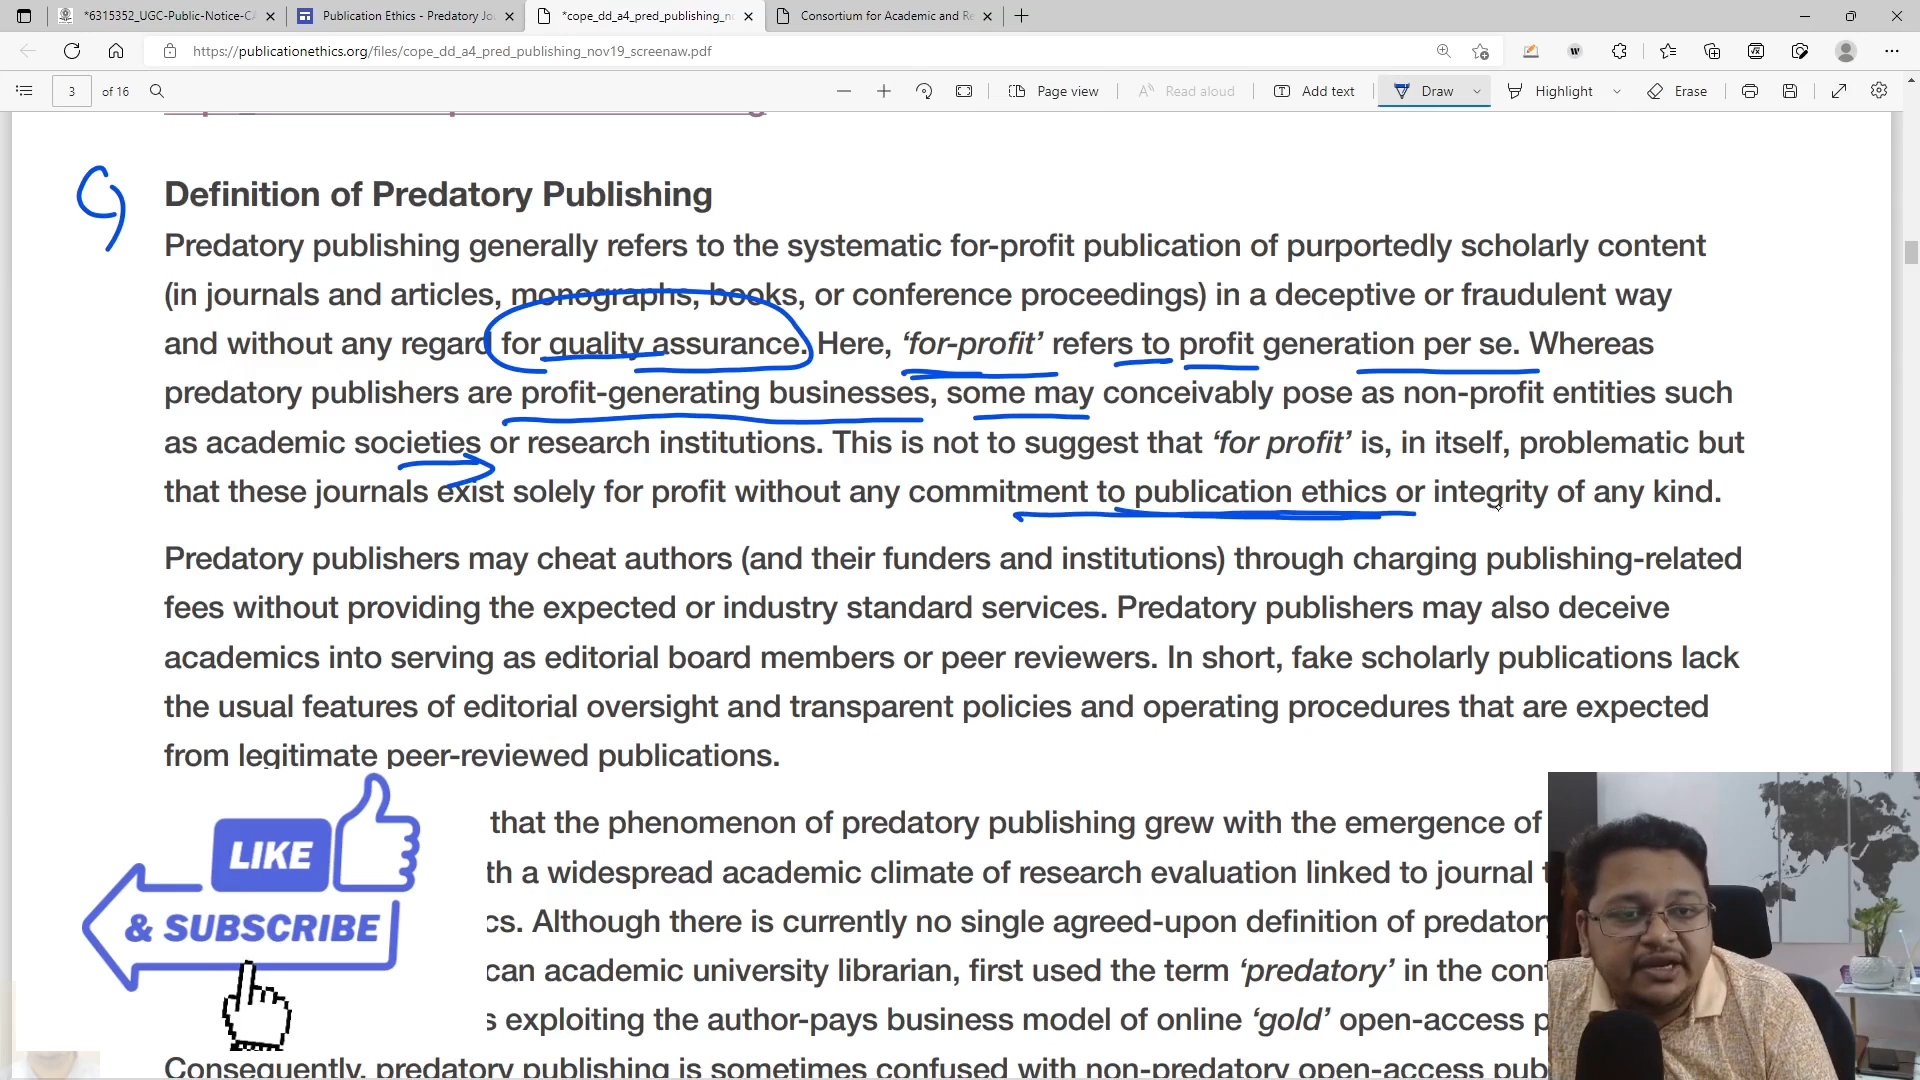 *6315352_UGC-Public-Notice-CA
Publication Ethics - Predatory Jo
*cope_dd_a4_pred_publishing_n
Consortium for Academic and Re
https://publicationethics.org/files/cope_dd_a4_pred_publishing_nov19_screenaw.pdf
3 of 16 Page view Read aloud Add text Draw Highlight Erase
Definition of Predatory Publishing
Predatory publishing generally refers to the systematic for-profit publication of purportedly scholarly content
(in journals and articles, monographs, books, or conference proceedings) in a deceptive or fraudulent way
and without any regard for quality assurance. Here, ‘for-profit’ refers to profit generation per se. Whereas
predatory publishers are profit-generating businesses, some may conceivably pose as non-profit entities such
as academic societies or research institutions. This is not to suggest that ‘for profit’ is, in itself, problematic but
that these journals exist solely for profit without any commitment to publication ethics or integrity of any kind.
Predatory publishers may cheat authors (and their funders and institutions) through charging publishing-related
fees without providing the expected or industry standard services. Predatory publishers may also deceive
academics into serving as editorial board members or peer reviewers. In short, fake scholarly publications lack
the usual features of editorial oversight and transparent policies and operating procedures that are expected
from legitimate peer-reviewed publications.
that the phenomenon of predatory publishing grew with the emergence of
th a widespread academic climate of research evaluation linked to journal
cs. Although there is currently no single agreed-upon definition of predatory
can academic university librarian, first used the term ‘predatory’ in the con
s exploiting the author-pays business model of online ‘gold’ open-access p
Consequently, predatory publishing is sometimes confused with non-predatory open-access pub
LIKE
& SUBSCRIBE